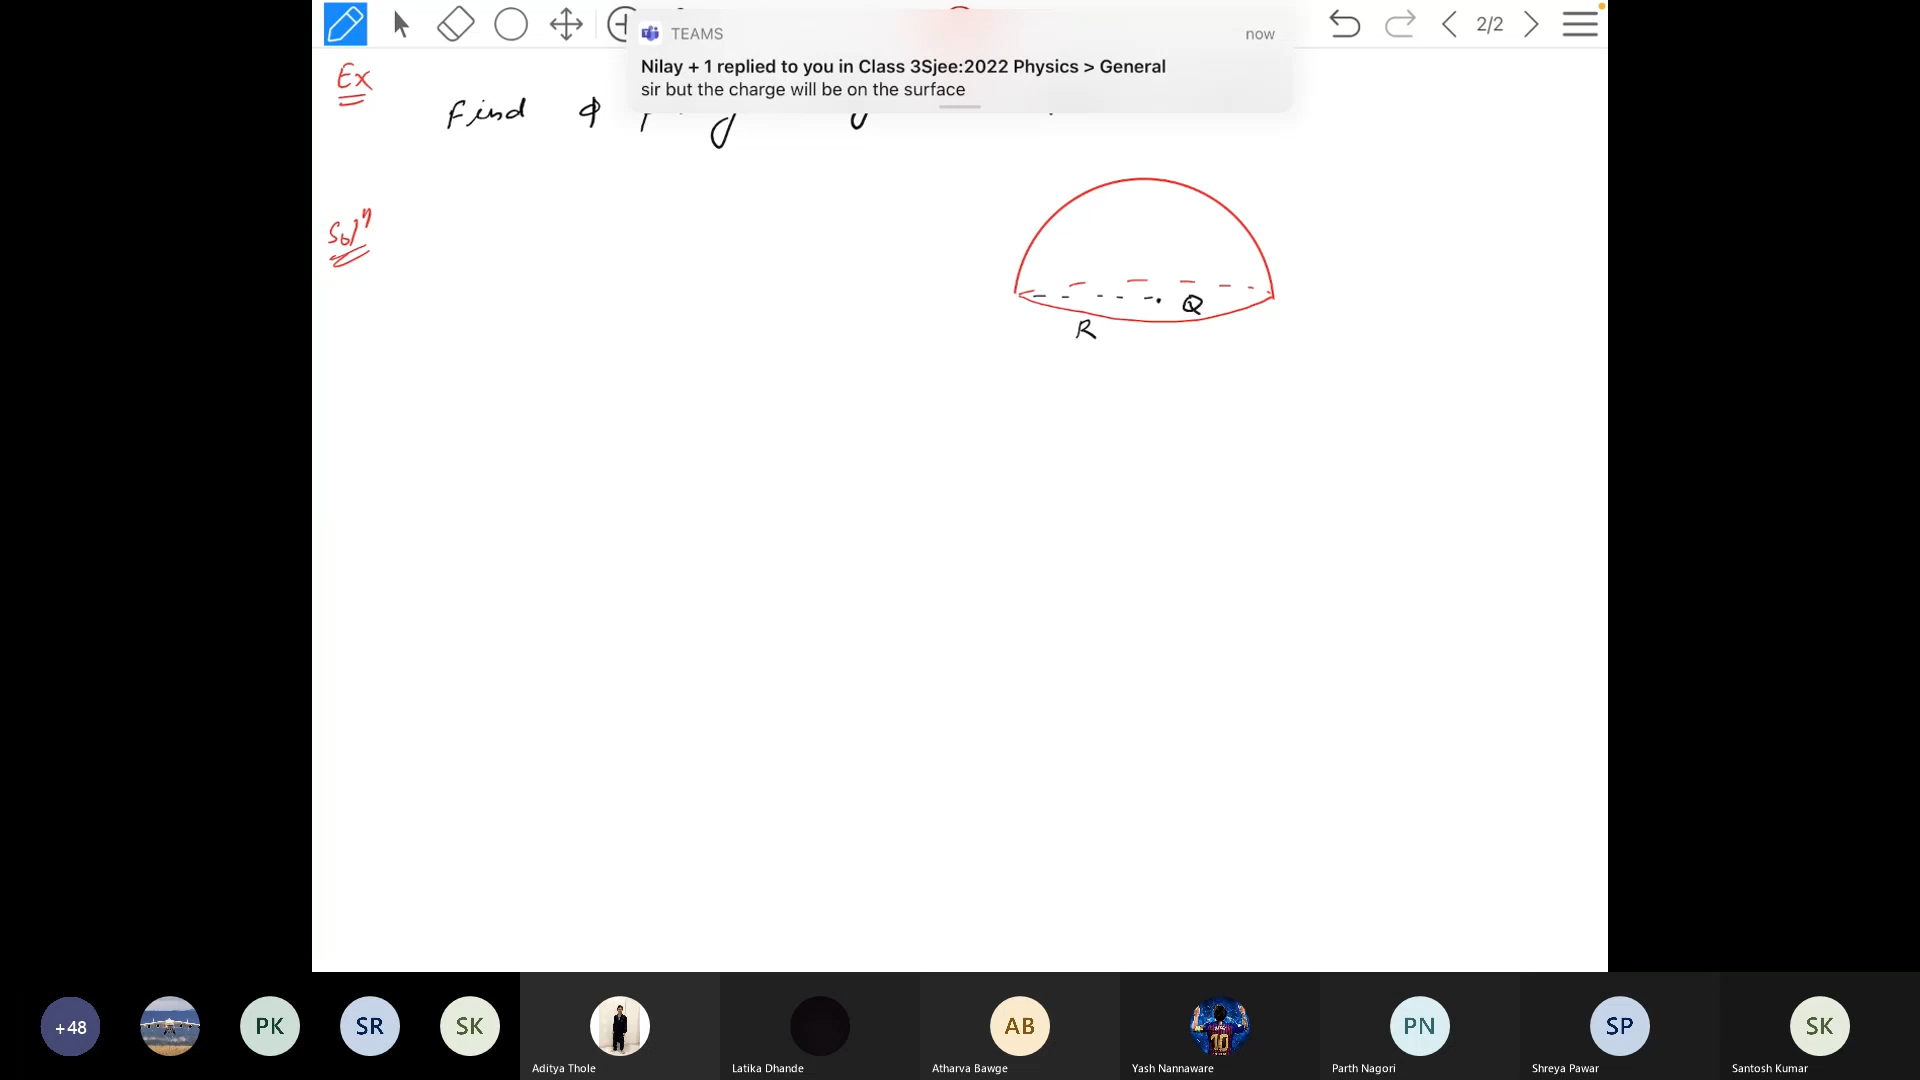 2/2
TEAMS
now
Nilay + 1 replied to you in Class 3Sjee:2022 Physics > General
sir but the charge will be on the surface
Ex
Find ϕ
Solⁿ
Q
R
+48
PK
SR
SK
AB
10
PN
SP
SK
Aditya Thole
Latika Dhande
Atharva Bawge
Yash Nannaware
Parth Nagori
Shreya Pawar
Santosh Kumar